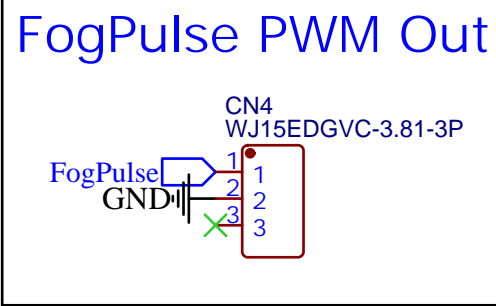 FogPulse PWM Out
CN4
WJ15EDGVC-3.81-3P
FogPulse 1 1
GND 2 2
3 3